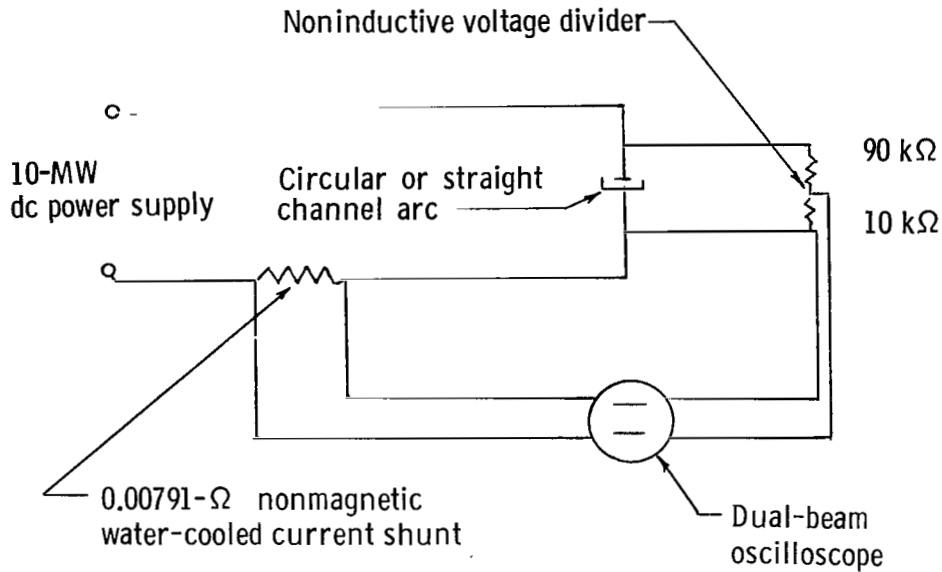 Noninductive voltage divider
90 kΩ
10-MW
dc power supply
Circular or straight
channel arc
10 kΩ
0.00791-Ω nonmagnetic
water-cooled current shunt
Dual-beam
oscilloscope